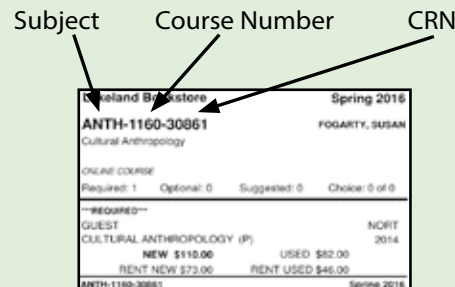 Subject Course Number CRN
Lakeland Bookstore Spring 2016
ANTH-1160-30861 FOGARTY, SUSAN
Cultural Anthropology
ONLINE COURSE
Required: 1 Optional: 0 Suggested: 0 Choice: 0 of 0
***REQUIRED***
GUEST NORT
CULTURAL ANTHROPOLOGY (P) 2014
NEW $110.00 USED $82.00
RENT NEW $73.00 RENT USED $46.00
ANTH-1160-30861 Spring 2016